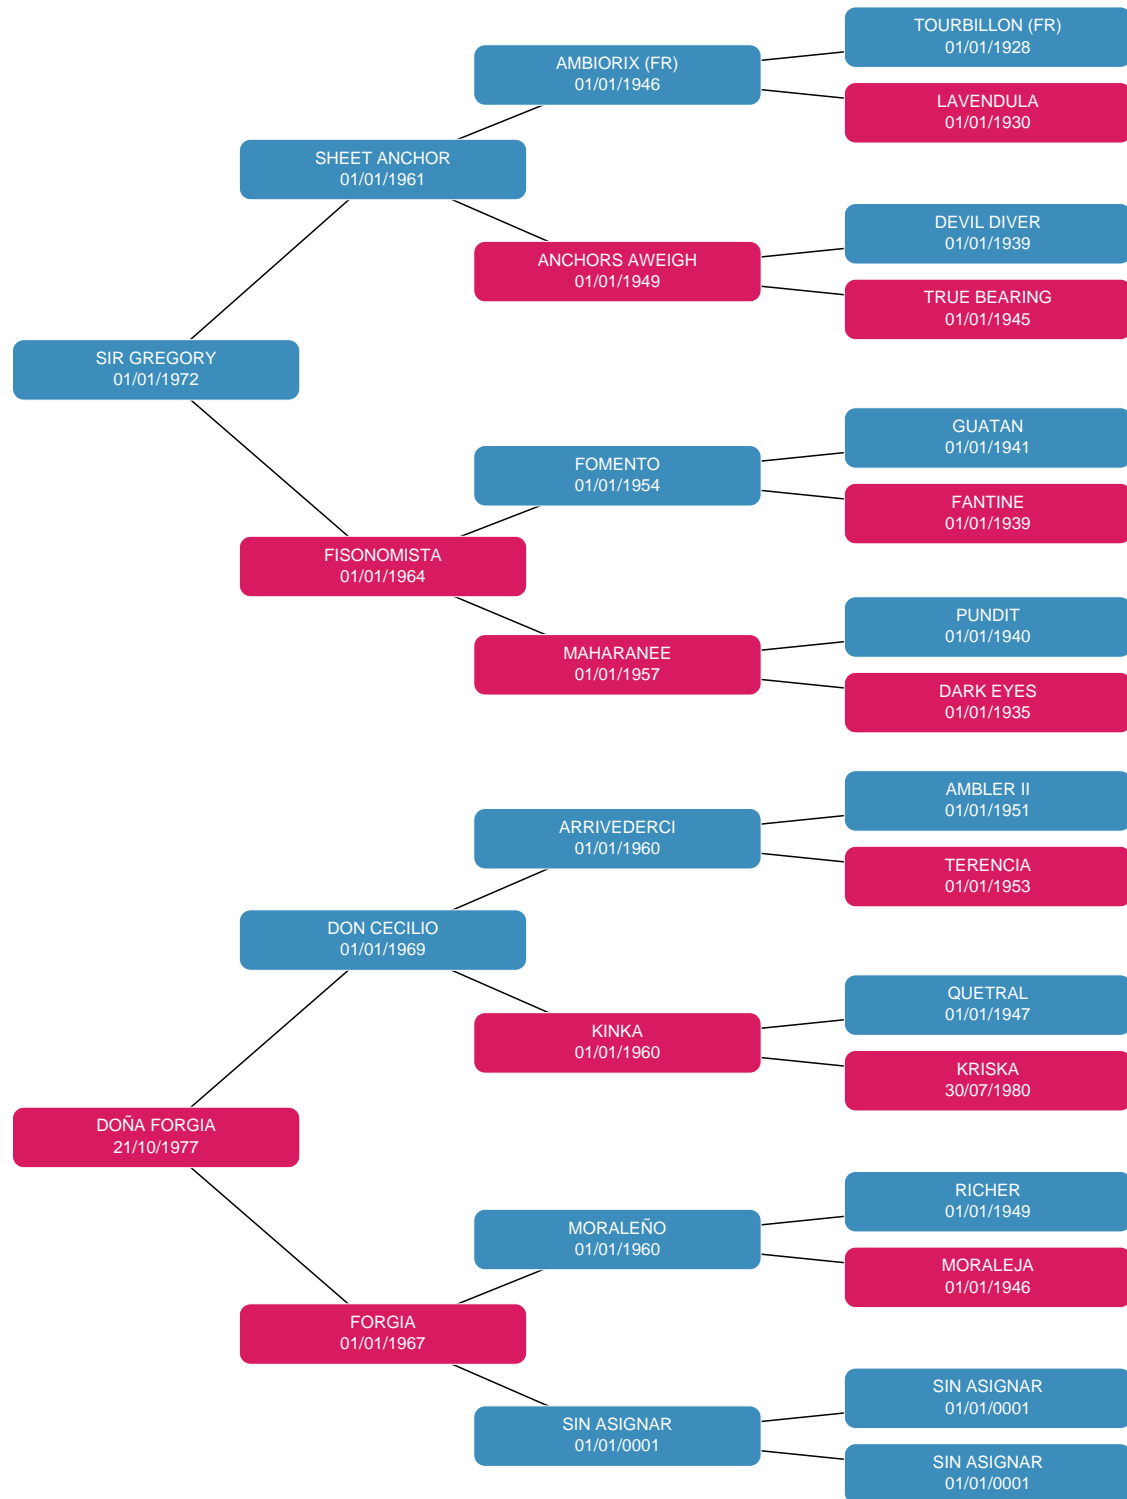 TOURBILLON (FR)
01/01/1928
AMBIORIX (FR)
01/01/1946
LAVENDULA
01/01/1930
SHEET ANCHOR
01/01/1961
DEVIL DIVER
01/01/1939
ANCHORS AWEIGH
01/01/1949
TRUE BEARING
01/01/1945
SIR GREGORY
01/01/1972
GUATAN
01/01/1941
FOMENTO
01/01/1954
FANTINE
01/01/1939
FISONOMISTA
01/01/1964
PUNDIT
01/01/1940
MAHARANEE
01/01/1957
DARK EYES
01/01/1935
AMBLER II
01/01/1951
ARRIVEDERCI
01/01/1960
TERENCIA
01/01/1953
DON CECILIO
01/01/1969
QUETRAL
01/01/1947
KINKA
01/01/1960
KRISKA
30/07/1980
DOÑA FORGIA
21/10/1977
RICHER
01/01/1949
MORALEÑO
01/01/1960
MORALEJA
01/01/1946
FORGIA
01/01/1967
SIN ASIGNAR
01/01/0001
SIN ASIGNAR
01/01/0001
SIN ASIGNAR
01/01/0001